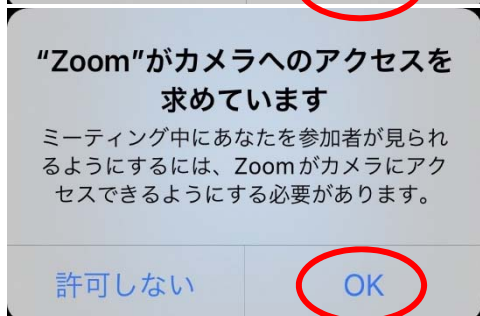 “Zoom”がカメラへのアクセスを
求めています
ミーティング中にあなたを参加者が見られ
るようにするには、Zoomがカメラにアク
セスできるようにする必要があります。
許可しない
OK